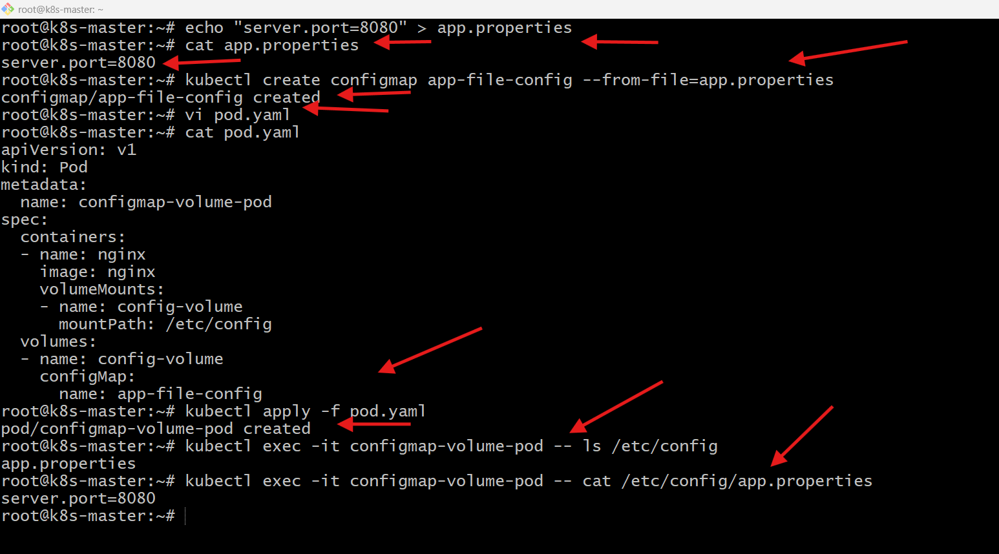 root@k8s-master: ~
root@k8s-master:~# echo "server.port=8080" > app.properties
root@k8s-master:~# cat app.properties
server.port=8080
root@k8s-master:~# kubectl create configmap app-file-config --from-file=app.properties
configmap/app-file-config created
root@k8s-master:~# vi pod.yaml
root@k8s-master:~# cat pod.yaml
apiVersion: v1
kind: Pod
metadata:
  name: configmap-volume-pod
spec:
  containers:
  - name: nginx
    image: nginx
    volumeMounts:
    - name: config-volume
      mountPath: /etc/config
  volumes:
  - name: config-volume
    configMap:
      name: app-file-config
root@k8s-master:~# kubectl apply -f pod.yaml
pod/configmap-volume-pod created
root@k8s-master:~# kubectl exec -it configmap-volume-pod -- ls /etc/config
app.properties
root@k8s-master:~# kubectl exec -it configmap-volume-pod -- cat /etc/config/app.properties
server.port=8080
root@k8s-master:~#